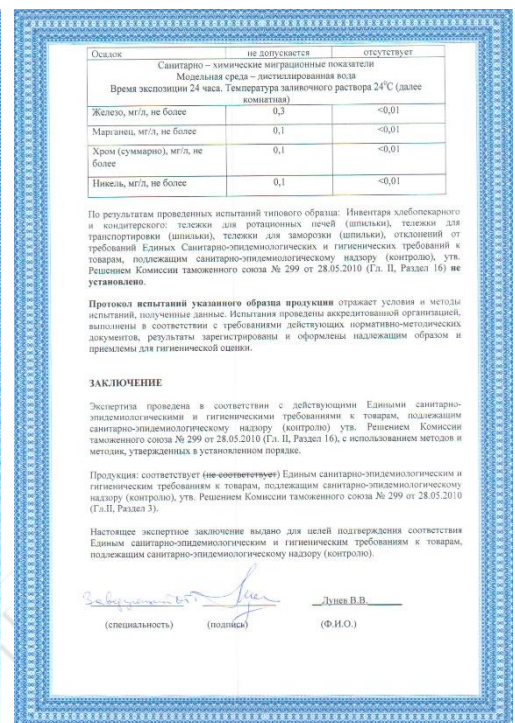 Осадок не допускается отсутствует
Санитарно – химические миграционные показатели
Модельная среда – дистиллированная вода
Время экспозиции 24 часа. Температура заливочного раствора 24⁰С (далее
комнатная)
Железо, мг/л, не более 0,3 <0,01
Марганец, мг/л, не более 0,1 <0,01
Хром (суммарно), мг/л, не 0,1 <0,01
более
Никель, мг/л, не более 0,1 <0,01
По результатам проведенных испытаний типового образца: Инвентаря хлебопекарного
и кондитерского: тележки для ротационных печей (шпильки), тележки для
транспортировки (шпильки), тележки для заморозки (шпильки), отклонений от
требований Единых Санитарно-эпидемиологических и гигиенических требований к
товарам, подлежащим санитарно-эпидемиологическому надзору (контролю), утв.
Решением Комиссии таможенного союза № 299 от 28.05.2010 (Гл. II, Раздел 16) не
установлено.
Протокол испытаний указанного образца продукции отражает условия и методы
испытаний, полученные данные. Испытания проведены аккредитованной организацией,
выполнены в соответствии с требованиями действующих нормативно-методических
документов, результаты зарегистрированы и оформлены надлежащим образом и
приемлемы для гигиенической оценки.
ЗАКЛЮЧЕНИЕ
Экспертиза проведена в соответствии с действующими Едиными санитарно-
эпидемиологическими и гигиеническими требованиями к товарам, подлежащим
санитарно-эпидемиологическому надзору (контролю) утв. Решением Комиссии
таможенного союза № 299 от 28.05.2010 (Гл. II, Раздел 16), с использованием методов и
методик, утвержденных в установленном порядке.
Продукция: соответствует (не соответствует) Единым санитарно-эпидемиологическим и
гигиеническим требованиям к товарам, подлежащим санитарно-эпидемиологическому
надзору (контролю), утв. Решением Комиссии таможенного союза № 299 от 28.05.2010
(Гл.II, Раздел 3).
Настоящее экспертное заключение выдано для целей подтверждения соответствия
Единым санитарно-эпидемиологическим и гигиеническим требованиям к товарам,
подлежащим санитарно-эпидемиологическому надзору (контролю).
Лунев В.В.
(специальность) (подпись) (Ф.И.О.)